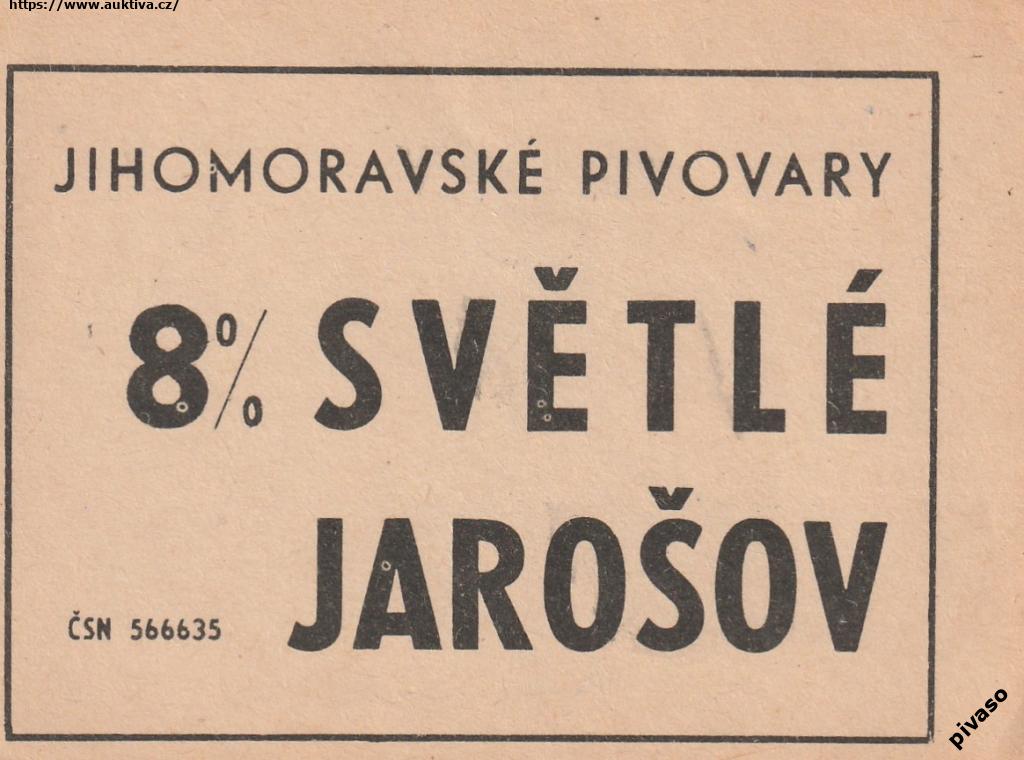 https://www.auktiva.cz/
JIHOMORAVSKÉ PIVOVARY
8% SVĚTLÉ
JAROŠOV
ČSN 566635
pivaso